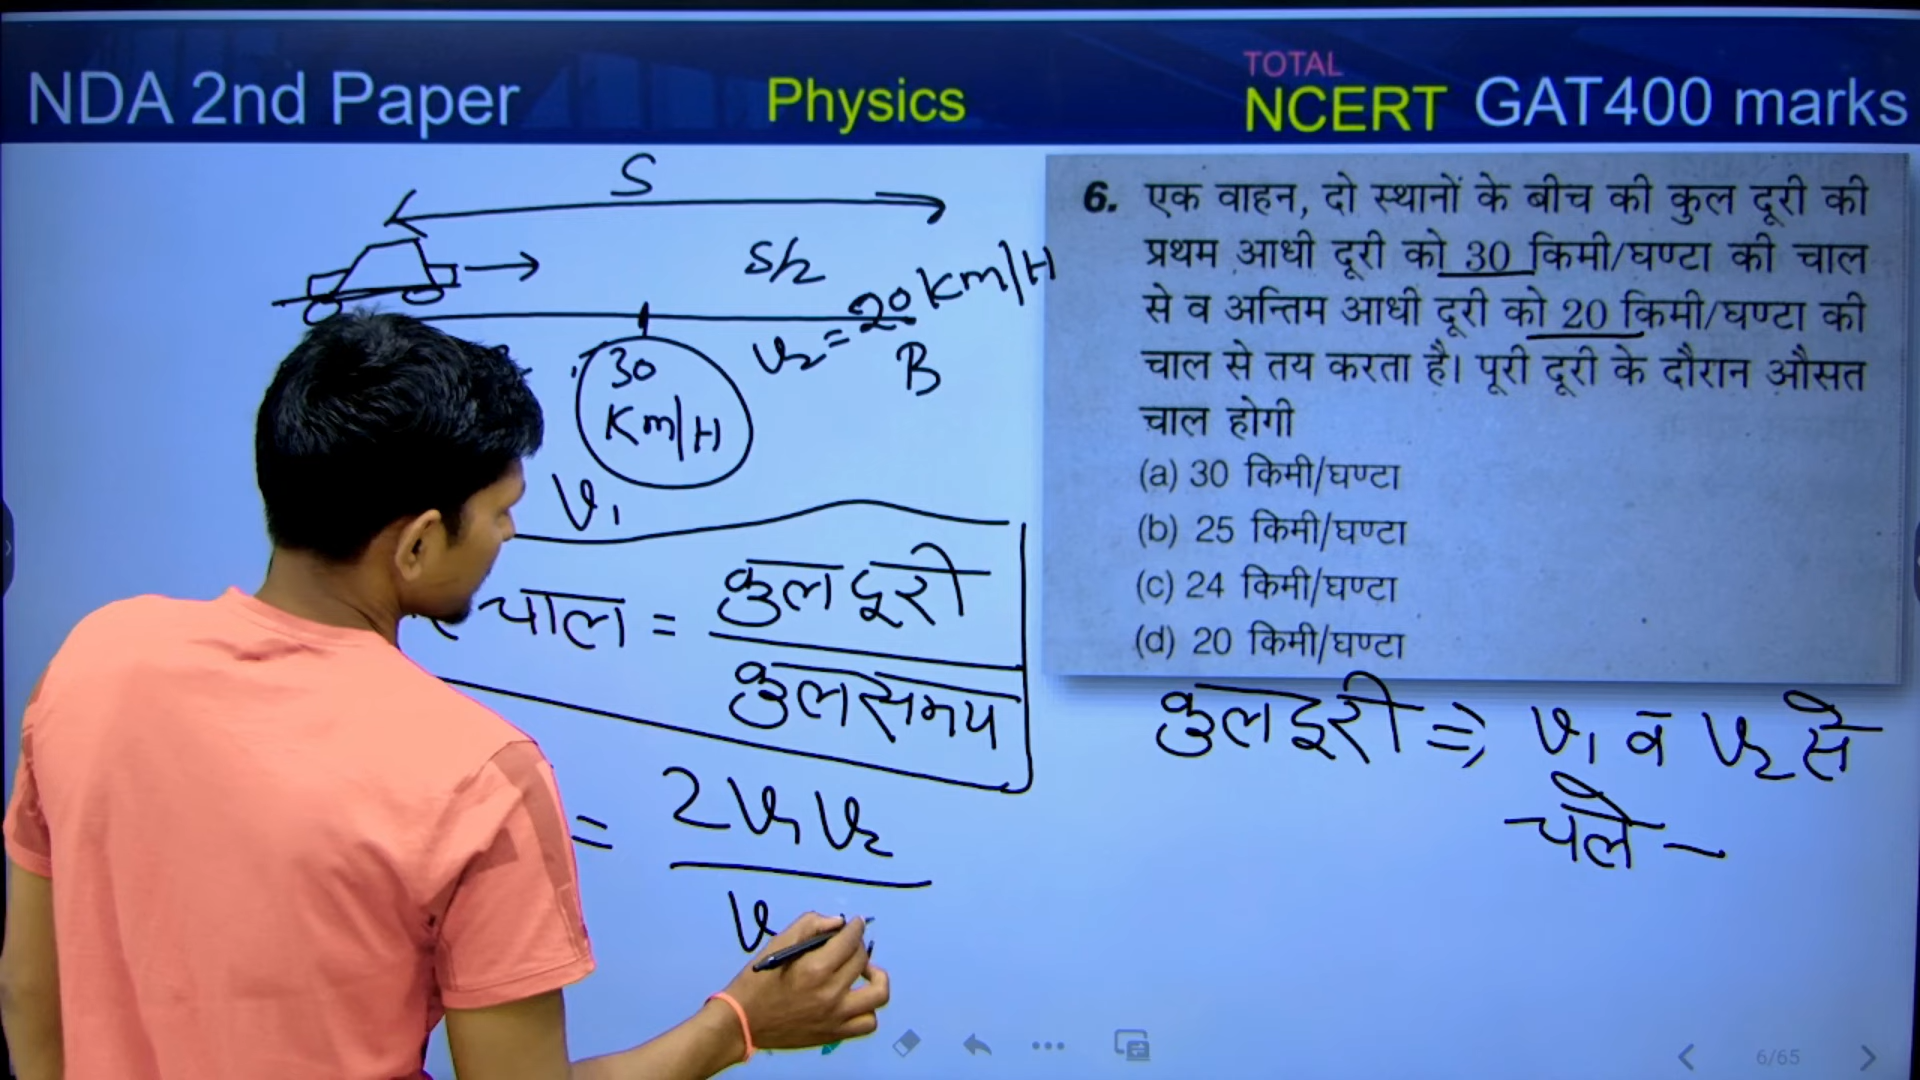 NDA 2nd Paper
Physics
TOTAL
NCERT GAT400 marks
S
S/2
30
Km/H
V₂ = 20 Km/H
B
V₁
चाल = कुल दूरी
कुल समय
= 2V₁V₂
V
6. एक वाहन, दो स्थानों के बीच की कुल दूरी की
प्रथम आधी दूरी को 30 किमी/घण्टा की चाल
से व अन्तिम आधी दूरी को 20 किमी/घण्टा की
चाल से तय करता है। पूरी दूरी के दौरान औसत
चाल होगी
(a) 30 किमी/घण्टा
(b) 25 किमी/घण्टा
(c) 24 किमी/घण्टा
(d) 20 किमी/घण्टा
कुल दूरी ⇒ V₁ व V₂ से
चले –
6/65